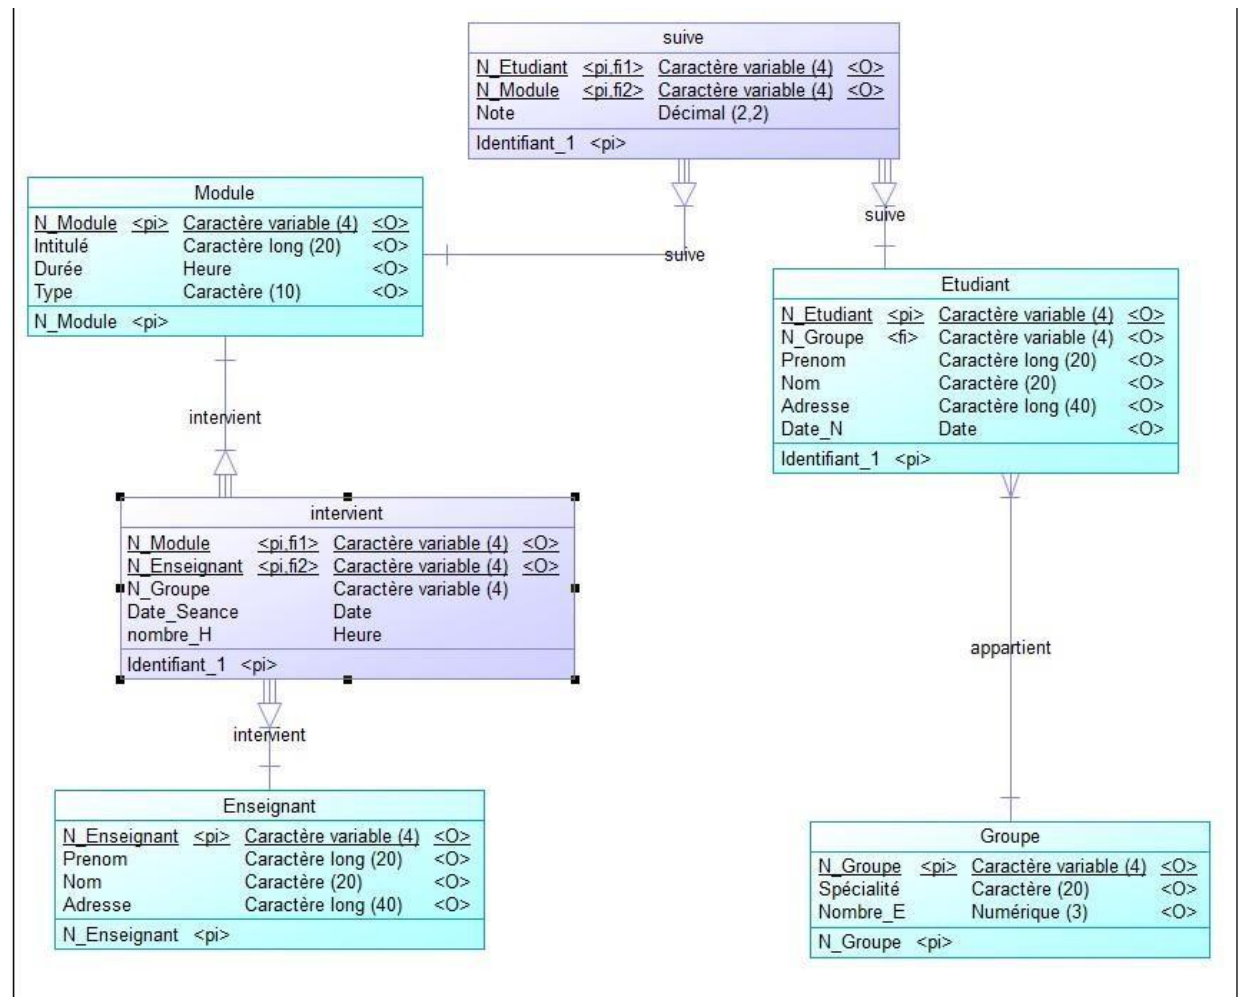 suive
N_Etudiant <pi,fi1> Caractère variable (4) <O>
N_Module <pi,fi2> Caractère variable (4) <O>
Note Décimal (2,2)
Identifiant_1 <pi>
Module
N_Module <pi> Caractère variable (4) <O>
Intitulé Caractère long (20) <O>
Durée Heure <O>
Type Caractère (10) <O>
N_Module <pi>
suive
suive
Etudiant
N_Etudiant <pi> Caractère variable (4) <O>
N_Groupe <fi> Caractère variable (4) <O>
Prenom Caractère long (20) <O>
Nom Caractère (20) <O>
Adresse Caractère long (40) <O>
Date_N Date <O>
Identifiant_1 <pi>
intervient
intervient
N_Module <pi,fi1> Caractère variable (4) <O>
N_Enseignant <pi,fi2> Caractère variable (4) <O>
N_Groupe Caractère variable (4)
Date_Seance Date
nombre_H Heure
Identifiant_1 <pi>
appartient
intervient
Enseignant
N_Enseignant <pi> Caractère variable (4) <O>
Prenom Caractère long (20) <O>
Nom Caractère (20) <O>
Adresse Caractère long (40) <O>
N_Enseignant <pi>
Groupe
N_Groupe <pi> Caractère variable (4) <O>
Spécialité Caractère (20) <O>
Nombre_E Numérique (3) <O>
N_Groupe <pi>